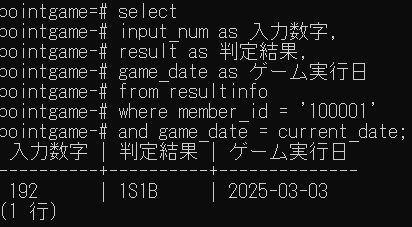 pointgame=# select
pointgame-# input_num as 入力数字,
pointgame-# result as 判定結果,
pointgame-# game_date as ゲーム実行日
pointgame-# from resultinfo
pointgame-# where member_id = '100001'
pointgame-# and game_date = current_date;
 入力数字 | 判定結果 | ゲーム実行日
----------+----------+--------------
 192      | 1S1B     | 2025-03-03
(1 行)